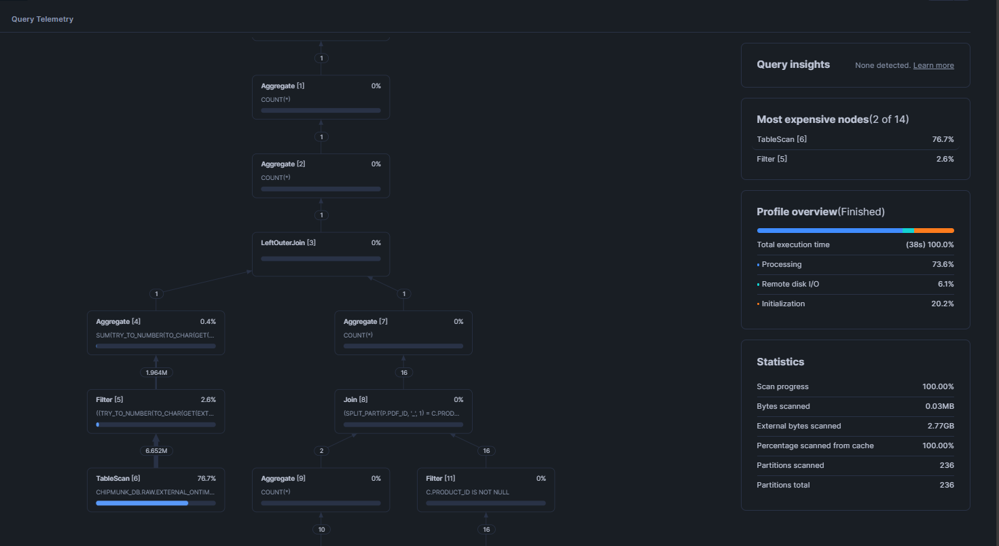 Query Telemetry
1
Aggregate [1] 0%
COUNT(*)
1
Aggregate [2] 0%
COUNT(*)
1
LeftOuterJoin [3] 0%
1
1
Aggregate [4] 0.4%
SUM(TRY_TO_NUMBER(TO_CHAR(GET(...
Aggregate [7] 0%
COUNT(*)
1.964M
16
Filter [5] 2.6%
((TRY_TO_NUMBER(TO_CHAR(GET(EXT...
Join [8] 0%
(SPLIT_PART(P.PDF_ID, '_', 1) = C.PROD...
6.652M
2
16
TableScan [6] 76.7%
CHIPMUNK_DB.RAW.EXTERNAL_ONTIM...
Aggregate [9] 0%
COUNT(*)
Filter [11] 0%
C.PRODUCT_ID IS NOT NULL
10
16
Query insights None detected. Learn more
Most expensive nodes(2 of 14)
TableScan [6] 76.7%
Filter [5] 2.6%
Profile overview(Finished)
Total execution time (38s) 100.0%
Processing 73.6%
Remote disk I/O 6.1%
Initialization 20.2%
Statistics
Scan progress 100.00%
Bytes scanned 0.03MB
External bytes scanned 2.77GB
Percentage scanned from cache 100.00%
Partitions scanned 236
Partitions total 236